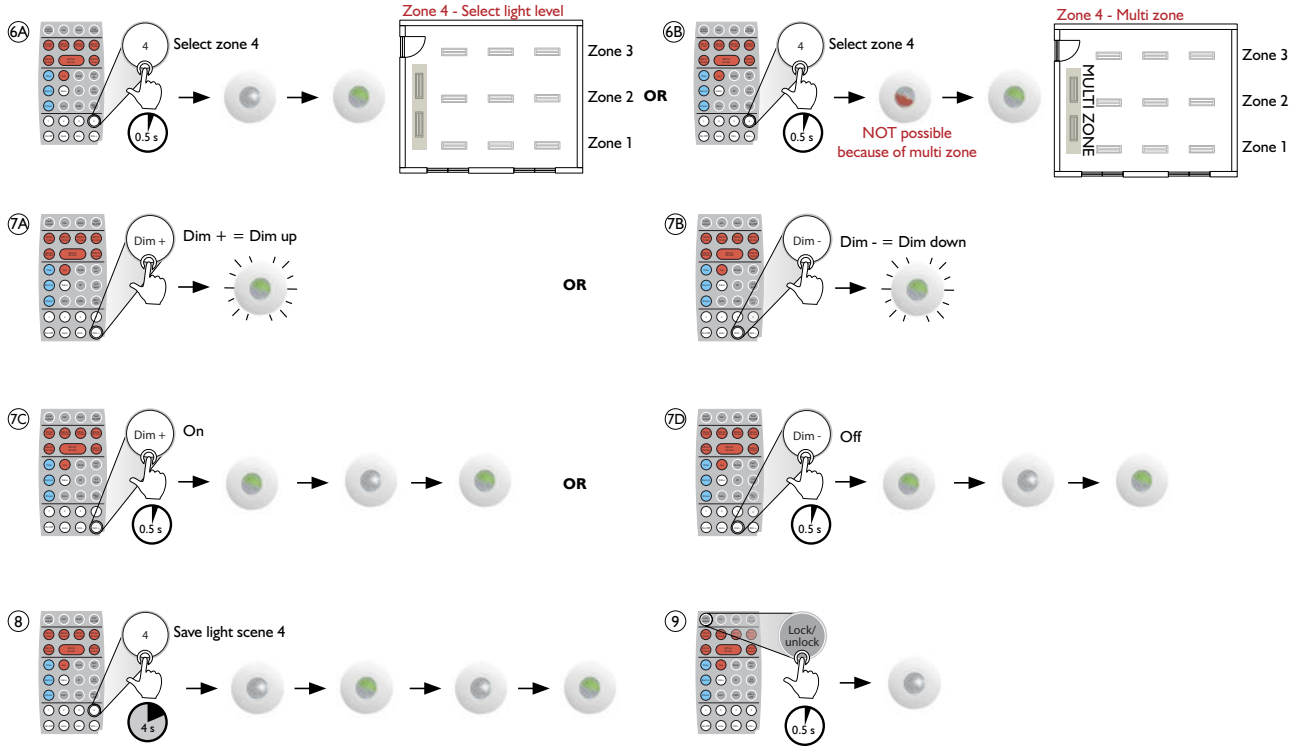 6A
4
Select zone 4
0.5 s
Zone 4 - Select light level
Zone 3
Zone 2
Zone 1
OR
6B
4
Select zone 4
0.5 s
NOT possible
because of multi zone
Zone 4 - Multi zone
MULTI ZONE
Zone 3
Zone 2
Zone 1
7A
Dim +
Dim + = Dim up
OR
7B
Dim -
Dim - = Dim down
7C
Dim +
On
0.5 s
OR
7D
Dim -
Off
0.5 s
8
4
Save light scene 4
4 s
9
Lock/
unlock
0.5 s